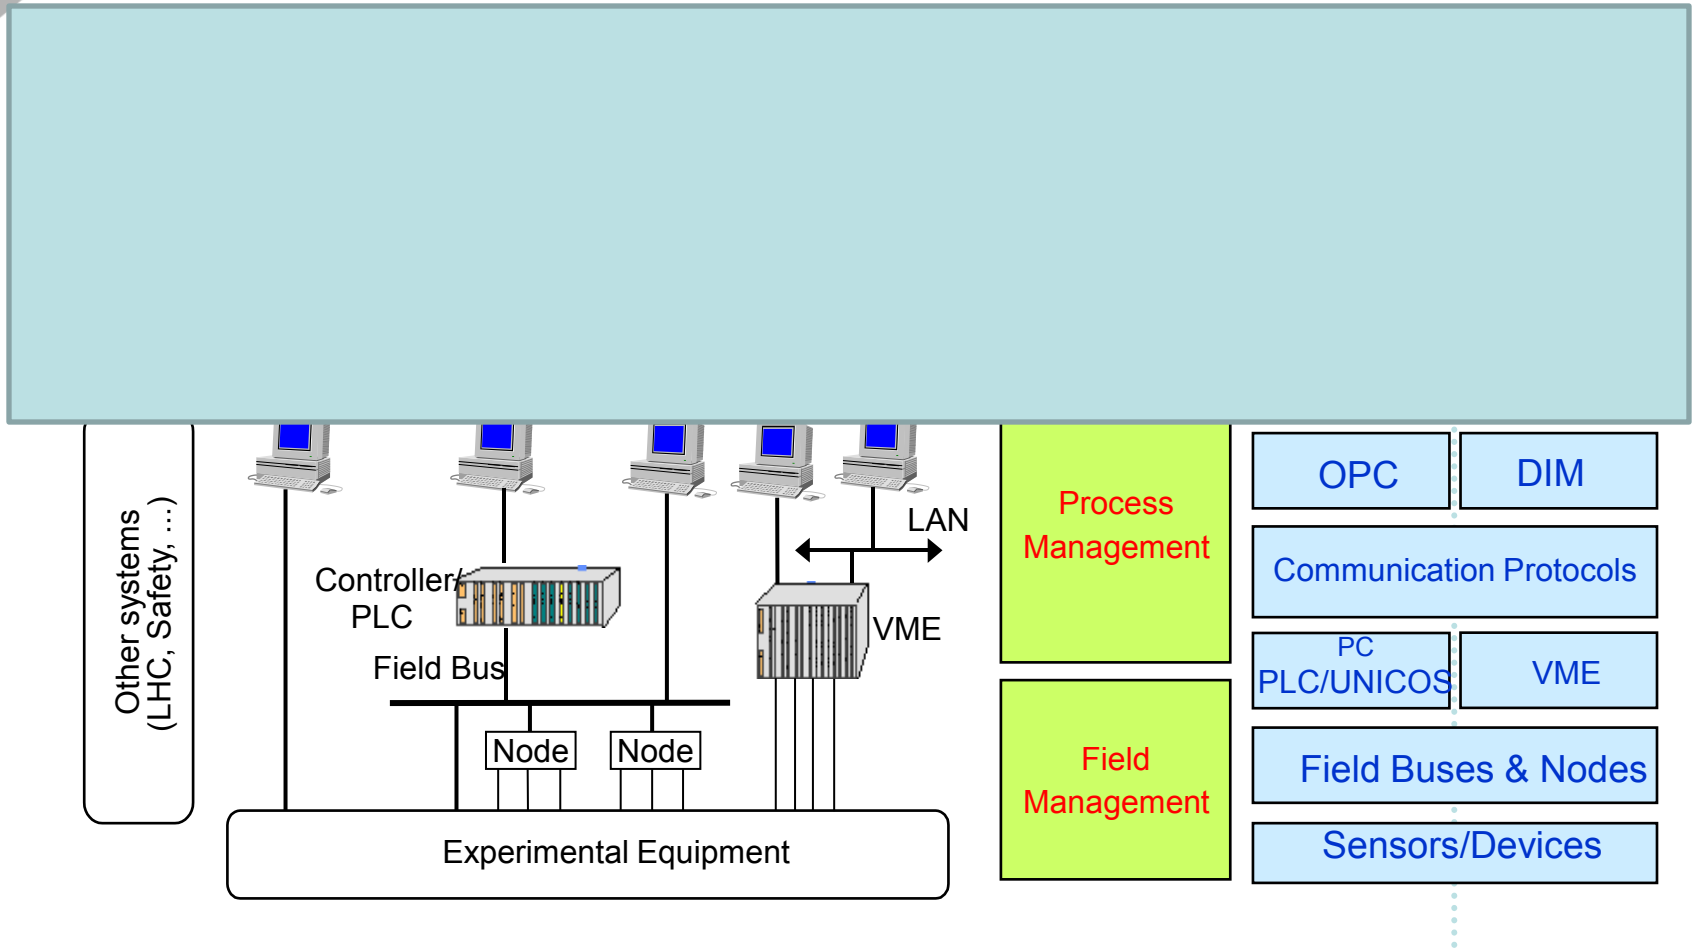 Other systems
(LHC, Safety, ...)
LAN
Controller/
PLC
VME
Field Bus
Node
Node
Experimental Equipment
Process
Management
Field
Management
OPC
DIM
Communication Protocols
PC
PLC/UNICOS
VME
Field Buses & Nodes
Sensors/Devices